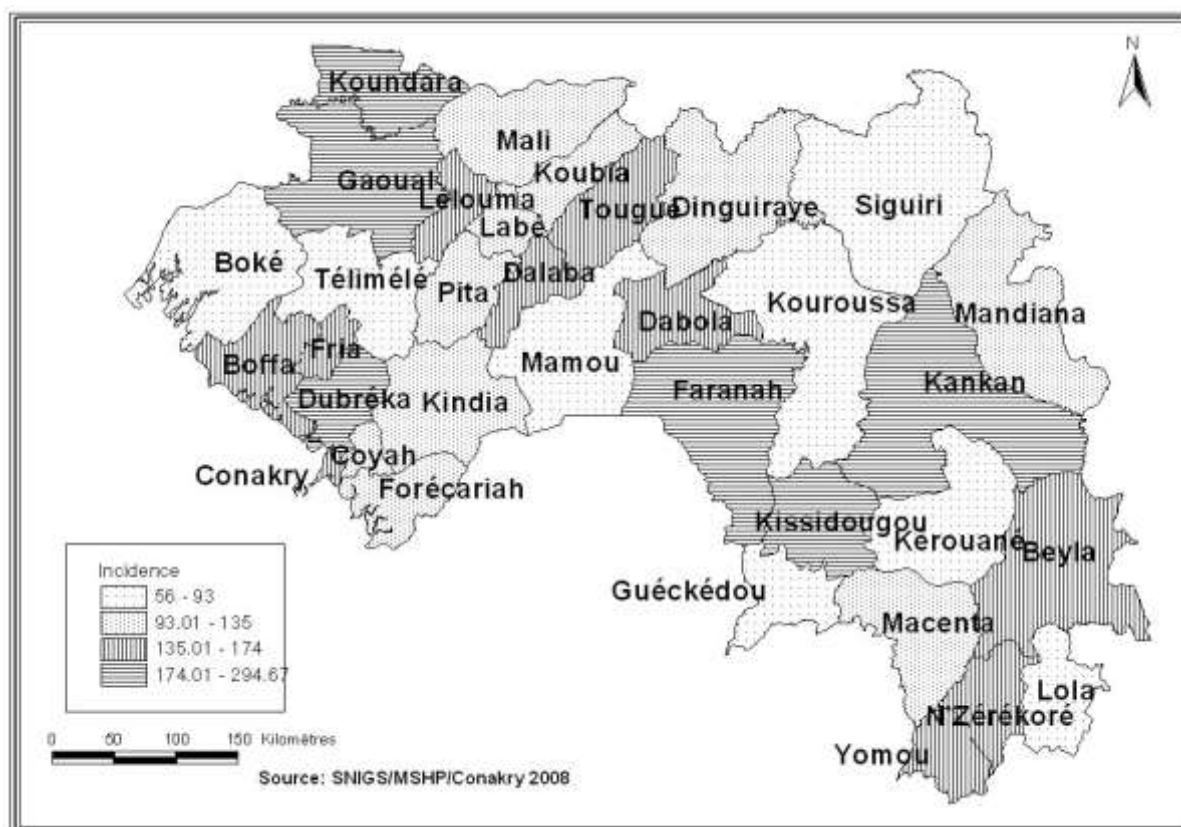 N
Koundara
Mali
Koubia
Gaoual
Lelouma
Tougue
Dinguiraye
Siguiri
Labé
Boké
Télimélé
Pita
Dalaba
Kouroussa
Mandiana
Dabola
Boffa
Fria
Mamou
Faranah
Kankan
Dubréka
Kindia
Coyah
Conakry
Forécariah
Kissidougou
Kérouané
Beyla
Guéckédou
Macenta
Lola
N'Zérékoré
Yomou
Incidence
56 - 93
93.01 - 135
135.01 - 174
174.01 - 294.67
0 50 100 150 Kilomètres
Source: SNIGS/MSHP/Conakry 2008